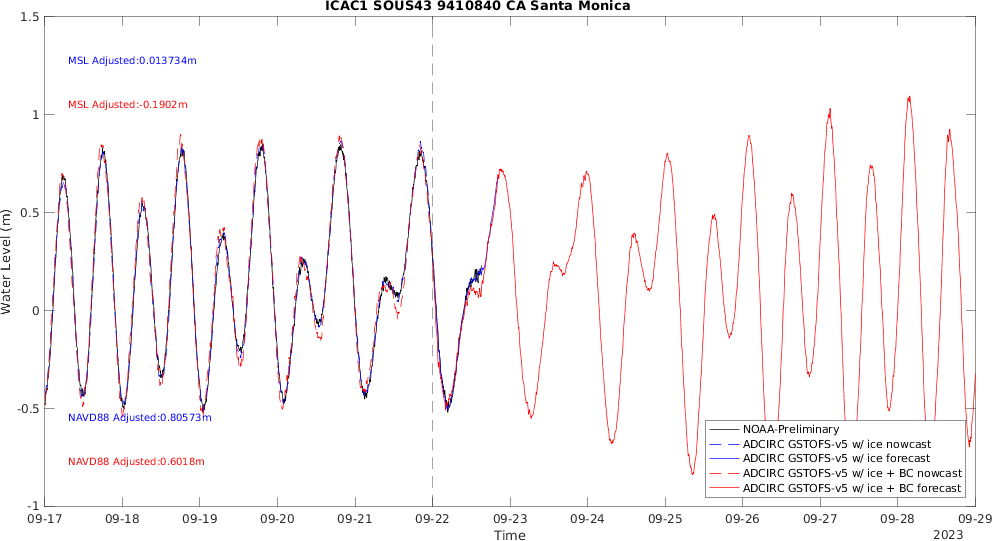 ICAC1 SOUS43 9410840 CA Santa Monica
1.5
1
0.5
0
-0.5
-1
Water Level (m)
MSL Adjusted:0.013734m
MSL Adjusted:-0.1902m
NAVD88 Adjusted:0.80573m
NAVD88 Adjusted:0.6018m
NOAA-Preliminary
ADCIRC GSTOFS-v5 w/ ice nowcast
ADCIRC GSTOFS-v5 w/ ice forecast
ADCIRC GSTOFS-v5 w/ ice + BC nowcast
ADCIRC GSTOFS-v5 w/ ice + BC forecast
09-17 09-18 09-19 09-20 09-21 09-22 09-23 09-24 09-25 09-26 09-27 09-28 09-29
Time
2023